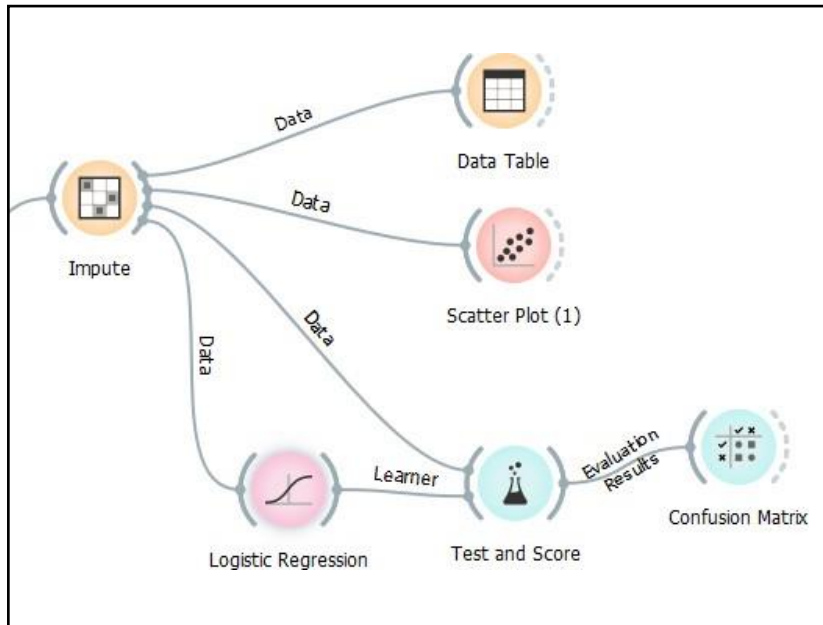 Data
Data Table
Data
Impute
Scatter Plot (1)
Data
Data
Learner
Evaluation
Results
Logistic Regression
Test and Score
Confusion Matrix